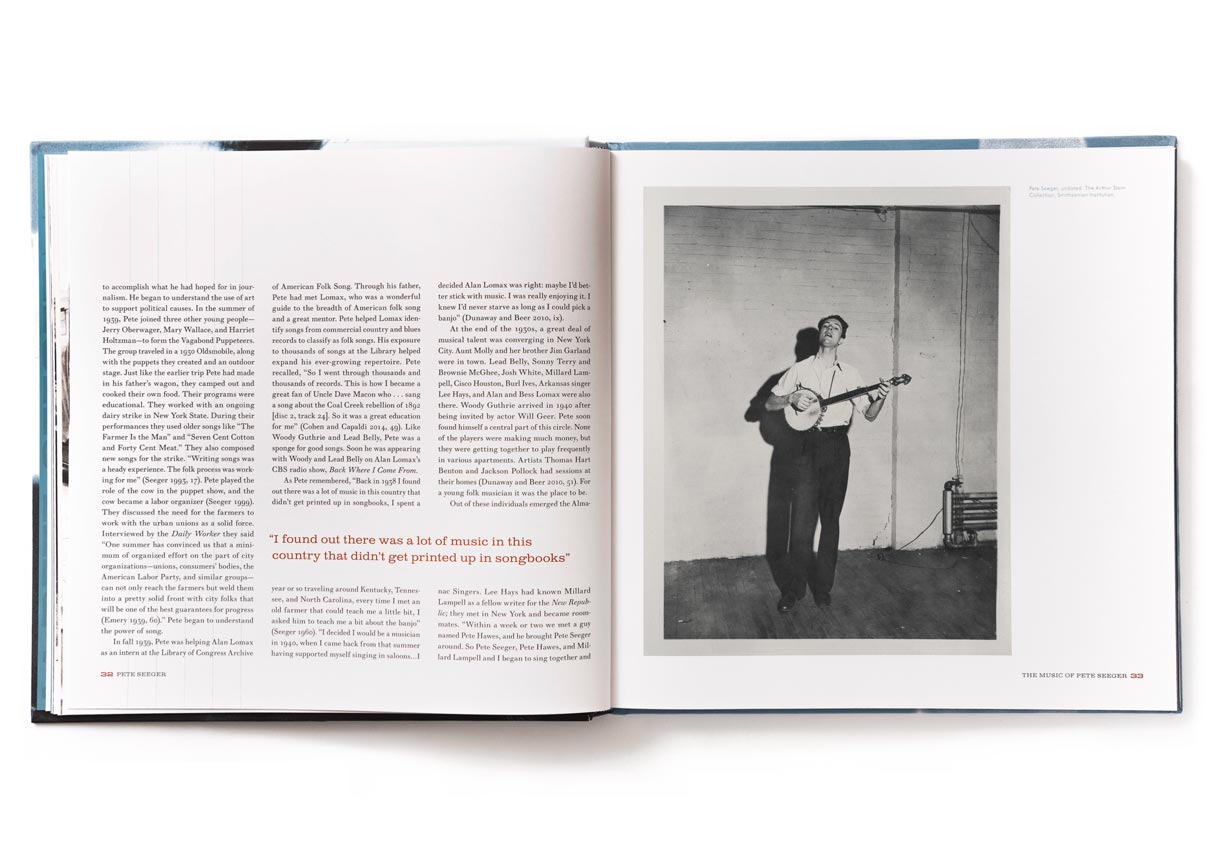 to accomplish what he had hoped for in jour-
nalism. He began to understand the use of art
to support political causes. In the summer of
1939, Pete joined three other young people—
Jerry Oberwager, Mary Wallace, and Harriet
Holtzman—to form the Vagabond Puppeteers.
The group traveled in a 1930 Oldsmobile, along
with the puppets they created and an outdoor
stage. Just like the earlier trip Pete had made
in his father's wagon, they camped out and
cooked their own food. Their programs were
educational. They worked with an ongoing
dairy strike in New York State. During their
performances they used older songs like "The
Farmer Is the Man" and "Seven Cent Cotton
and Forty Cent Meat." They also composed
new songs for the strike. "Writing songs was
a heady experience. The folk process was work-
ing for me" (Seeger 1993, 17). Pete played the
role of the cow in the puppet show, and the
cow became a labor organizer (Seeger 1999).
They discussed the need for the farmers to
work with the urban unions as a solid force.
Interviewed by the Daily Worker they said
"One summer has convinced us that a mini-
mum of organized effort on the part of city
organizations—unions, consumers' bodies, the
American Labor Party, and similar groups—
can not only reach the farmers but weld them
into a pretty solid front with city folks that
will be one of the best guarantees for progress
(Emery 1939, 60)." Pete began to understand
the power of song.
In fall 1939, Pete was helping Alan Lomax
as an intern at the Library of Congress Archive
of American Folk Song. Through his father,
Pete had met Lomax, who was a wonderful
guide to the breadth of American folk song
and a great mentor. Pete helped Lomax iden-
tify songs from commercial country and blues
records to classify as folk songs. His exposure
to thousands of songs at the Library helped
expand his ever-growing repertoire. Pete
recalled, "So I went through thousands and
thousands of records. This is how I became a
great fan of Uncle Dave Macon who . . . sang
a song about the Coal Creek rebellion of 1892
[disc 2, track 24]. So it was a great education
for me" (Cohen and Capaldi 2014, 49). Like
Woody Guthrie and Lead Belly, Pete was a
sponge for good songs. Soon he was appearing
with Woody and Lead Belly on Alan Lomax's
CBS radio show, Back Where I Come From.
As Pete remembered, "Back in 1938 I found
out there was a lot of music in this country that
didn't get printed up in songbooks, I spent a
"I found out there was a lot of music in this
country that didn't get printed up in songbooks"
year or so traveling around Kentucky, Tennes-
see, and North Carolina, every time I met an
old farmer that could teach me a little bit, I
asked him to teach me a bit about the banjo"
(Seeger 1960). "I decided I would be a musician
in 1940, when I came back from that summer
having supported myself singing in saloons...I
decided Alan Lomax was right: maybe I'd bet-
ter stick with music. I was really enjoying it. I
knew I'd never starve as long as I could pick a
banjo" (Dunaway and Beer 2010, ix).
At the end of the 1930s, a great deal of
musical talent was converging in New York
City. Aunt Molly and her brother Jim Garland
were in town. Lead Belly, Sonny Terry and
Brownie McGhee, Josh White, Millard Lam-
pell, Cisco Houston, Burl Ives, Arkansas singer
Lee Hays, and Alan and Bess Lomax were also
there. Woody Guthrie arrived in 1940 after
being invited by actor Will Geer. Pete soon
found himself a central part of this circle. None
of the players were making much money, but
they were getting together to play frequently
in various apartments. Artists Thomas Hart
Benton and Jackson Pollock had sessions at
their homes (Dunaway and Beer 2010, 51). For
a young folk musician it was the place to be.
Out of these individuals emerged the Alma-
nac Singers. Lee Hays had known Millard
Lampell as a fellow writer for the New Repub-
lic; they met in New York and became room-
mates. "Within a week or two we met a guy
named Pete Hawes, and he brought Pete Seeger
around. So Pete Seeger, Pete Hawes, and Mil-
lard Lampell and I began to sing together and
32 PETE SEEGER
Pete Seeger, undated. The Arthur Stein
Collection, Smithsonian Institution.
THE MUSIC OF PETE SEEGER 33